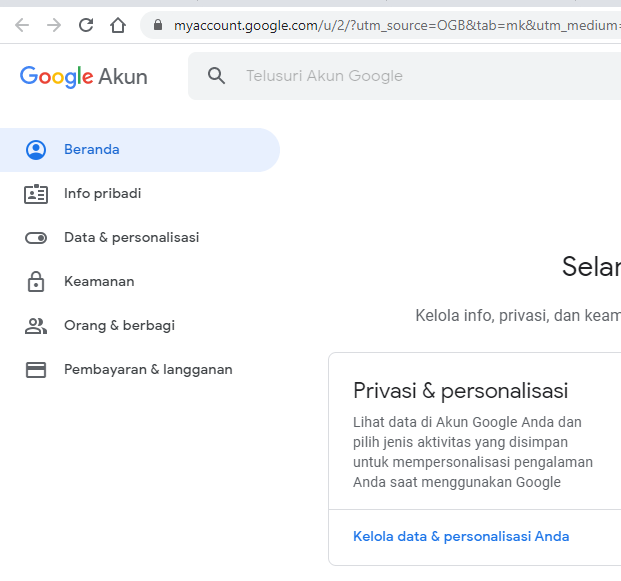 myaccount.google.com/u/2/?utm_source=OGB&tab=mk&utm_medium=
Google Akun
Telusuri Akun Google
Beranda
Info pribadi
Data & personalisasi
Keamanan
Orang & berbagi
Pembayaran & langganan
Selar
Kelola info, privasi, dan keam
Privasi & personalisasi
Lihat data di Akun Google Anda dan
pilih jenis aktivitas yang disimpan
untuk mempersonalisasi pengalaman
Anda saat menggunakan Google
Kelola data & personalisasi Anda